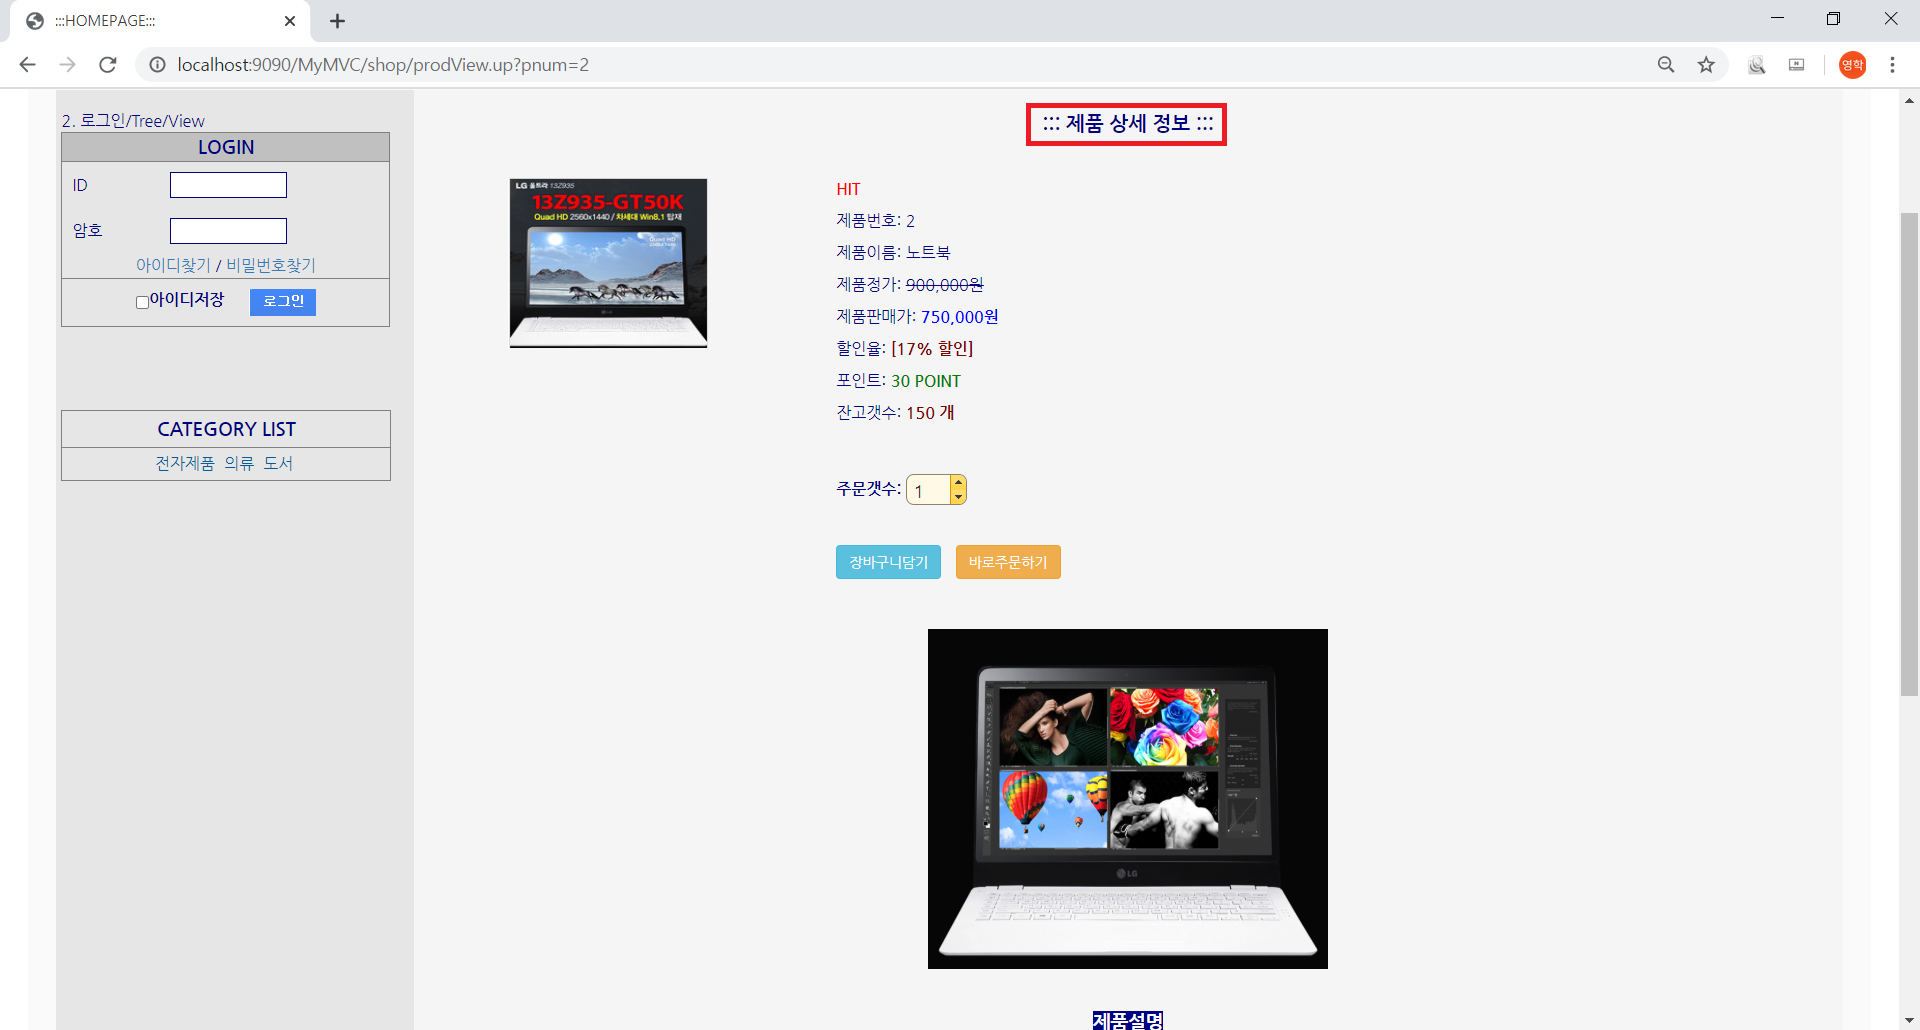 :::HOMEPAGE:::
localhost:9090/MyMVC/shop/prodView.up?pnum=2
영학
2. 로그인/Tree/View
LOGIN
ID
암호
아이디찾기 / 비밀번호찾기
아이디저장 로그인
CATEGORY LIST
전자제품 의류 도서
::: 제품 상세 정보 :::
LG 울트라 13Z935
13Z935-GT50K
Quad HD 2560x1440 / 차세대 Win8.1 탑재
Quad HD
HIT
제품번호: 2
제품이름: 노트북
제품정가: 900,000원
제품판매가: 750,000원
할인율: [17% 할인]
포인트: 30 POINT
잔고갯수: 150 개
주문갯수: 1
장바구니담기 바로주문하기
LG
제품설명